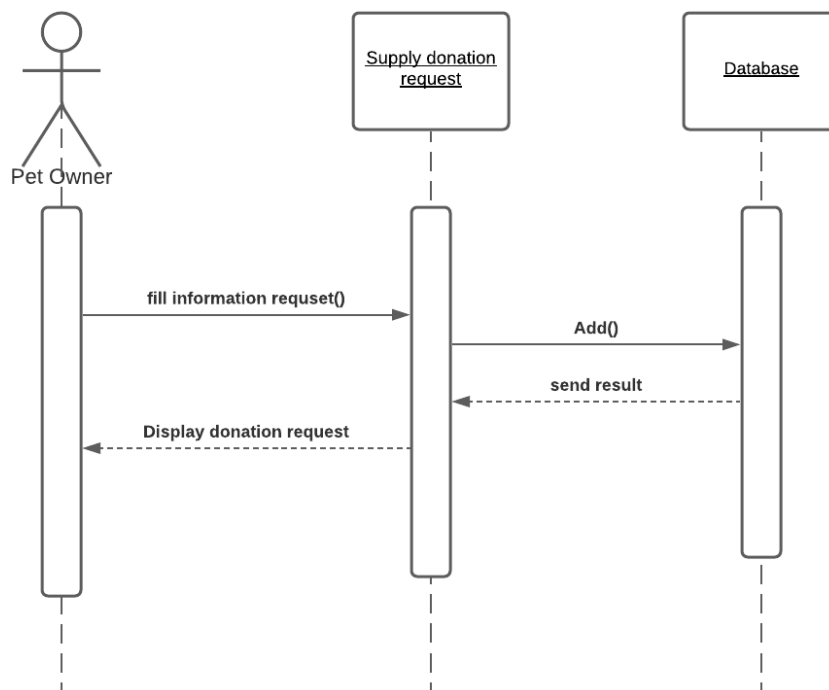 Supply donation
request
Database
Pet Owner
fill information requset()
Add()
send result
Display donation request